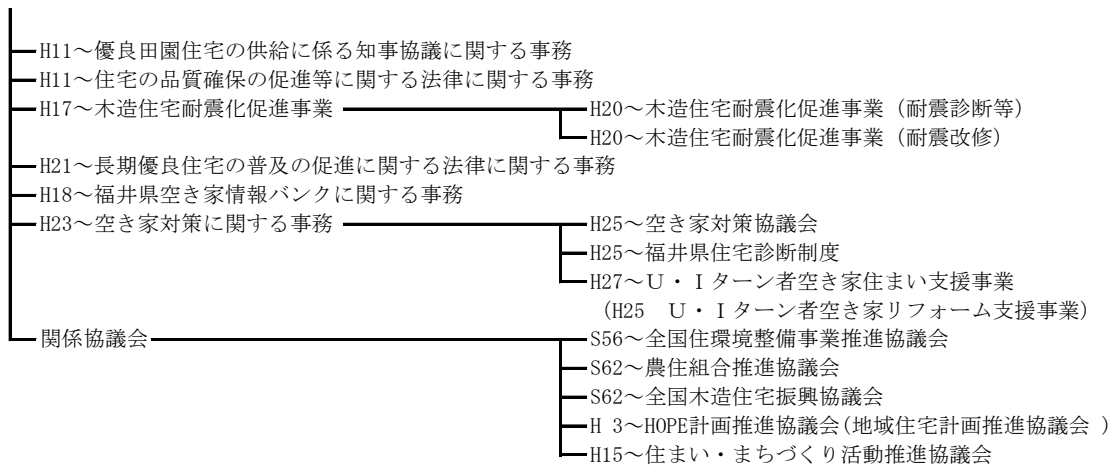 H11～優良田園住宅の供給に係る知事協議に関する事務
H11～住宅の品質確保の促進等に関する法律に関する事務
H17～木造住宅耐震化促進事業 H20～木造住宅耐震化促進事業（耐震診断等）
H20～木造住宅耐震化促進事業（耐震改修）
H21～長期優良住宅の普及の促進に関する法律に関する事務
H18～福井県空き家情報バンクに関する事務
H23～空き家対策に関する事務 H25～空き家対策協議会
H25～福井県住宅診断制度
H27～Ｕ・Ｉターン者空き家住まい支援事業
（H25　Ｕ・Ｉターン者空き家リフォーム支援事業）
関係協議会 S56～全国住環境整備事業推進協議会
S62～農住組合推進協議会
S62～全国木造住宅振興協議会
H 3～HOPE計画推進協議会(地域住宅計画推進協議会 )
H15～住まい・まちづくり活動推進協議会